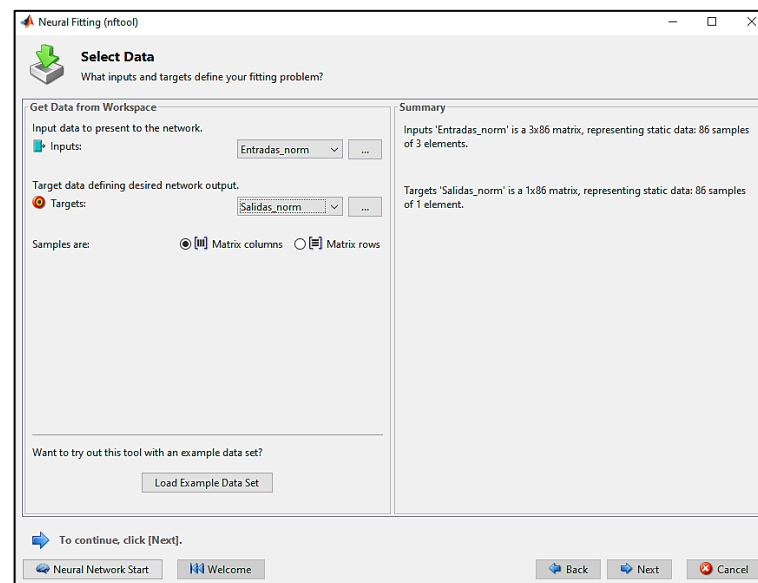 Neural Fitting (nftool)
Select Data
What inputs and targets define your fitting problem?
Get Data from Workspace
Input data to present to the network.
Inputs:
Entradas_norm
...
Target data defining desired network output.
Targets:
Salidas_norm
...
Samples are:
Matrix columns
Matrix rows
Want to try out this tool with an example data set?
Load Example Data Set
Summary
Inputs 'Entradas_norm' is a 3x86 matrix, representing static data: 86 samples
of 3 elements.
Targets 'Salidas_norm' is a 1x86 matrix, representing static data: 86 samples
of 1 element.
To continue, click [Next].
Neural Network Start
Welcome
Back
Next
Cancel